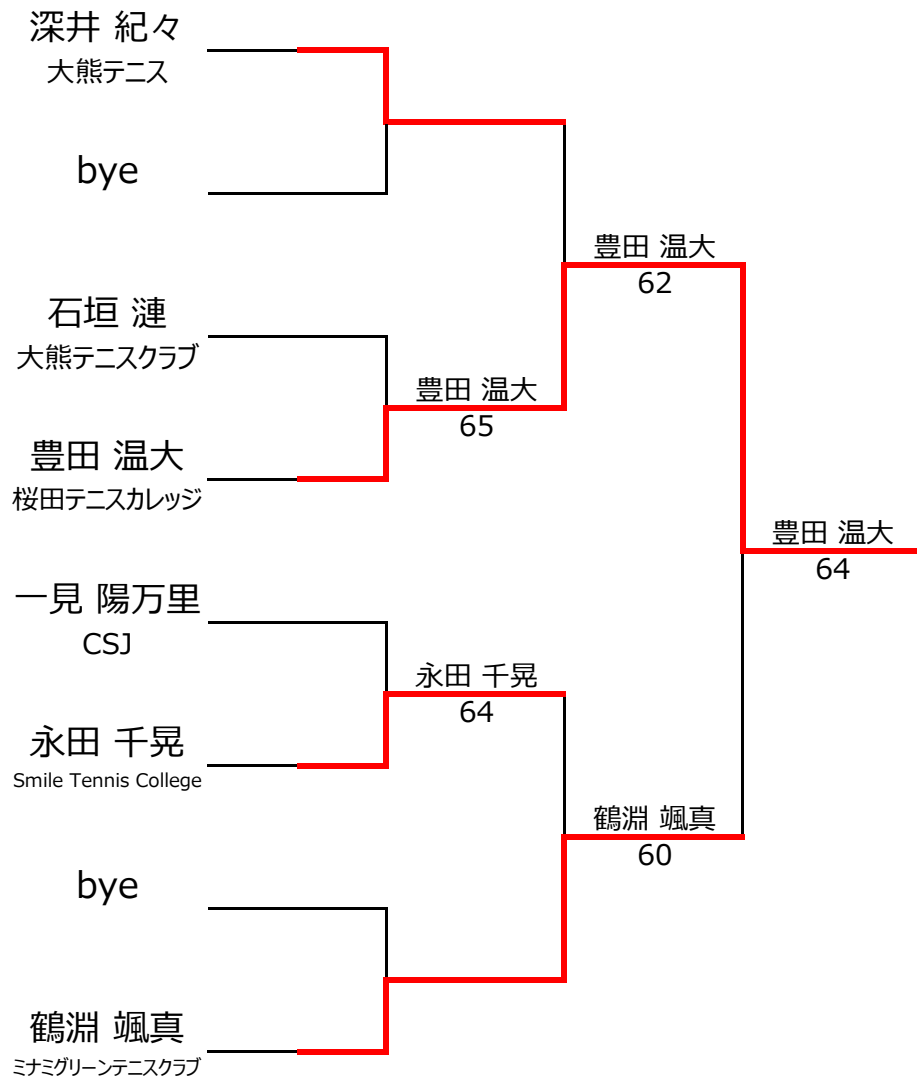 深井 紀々
大熊テニス
bye
石垣 漣
大熊テニスクラブ
豊田 温大
桜田テニスカレッジ
一見 陽万里
CSJ
永田 千晃
Smile Tennis College
bye
鶴淵 颯真
ミナミグリーンテニスクラブ
豊田 温大
65
永田 千晃
64
豊田 温大
62
鶴淵 颯真
60
豊田 温大
64